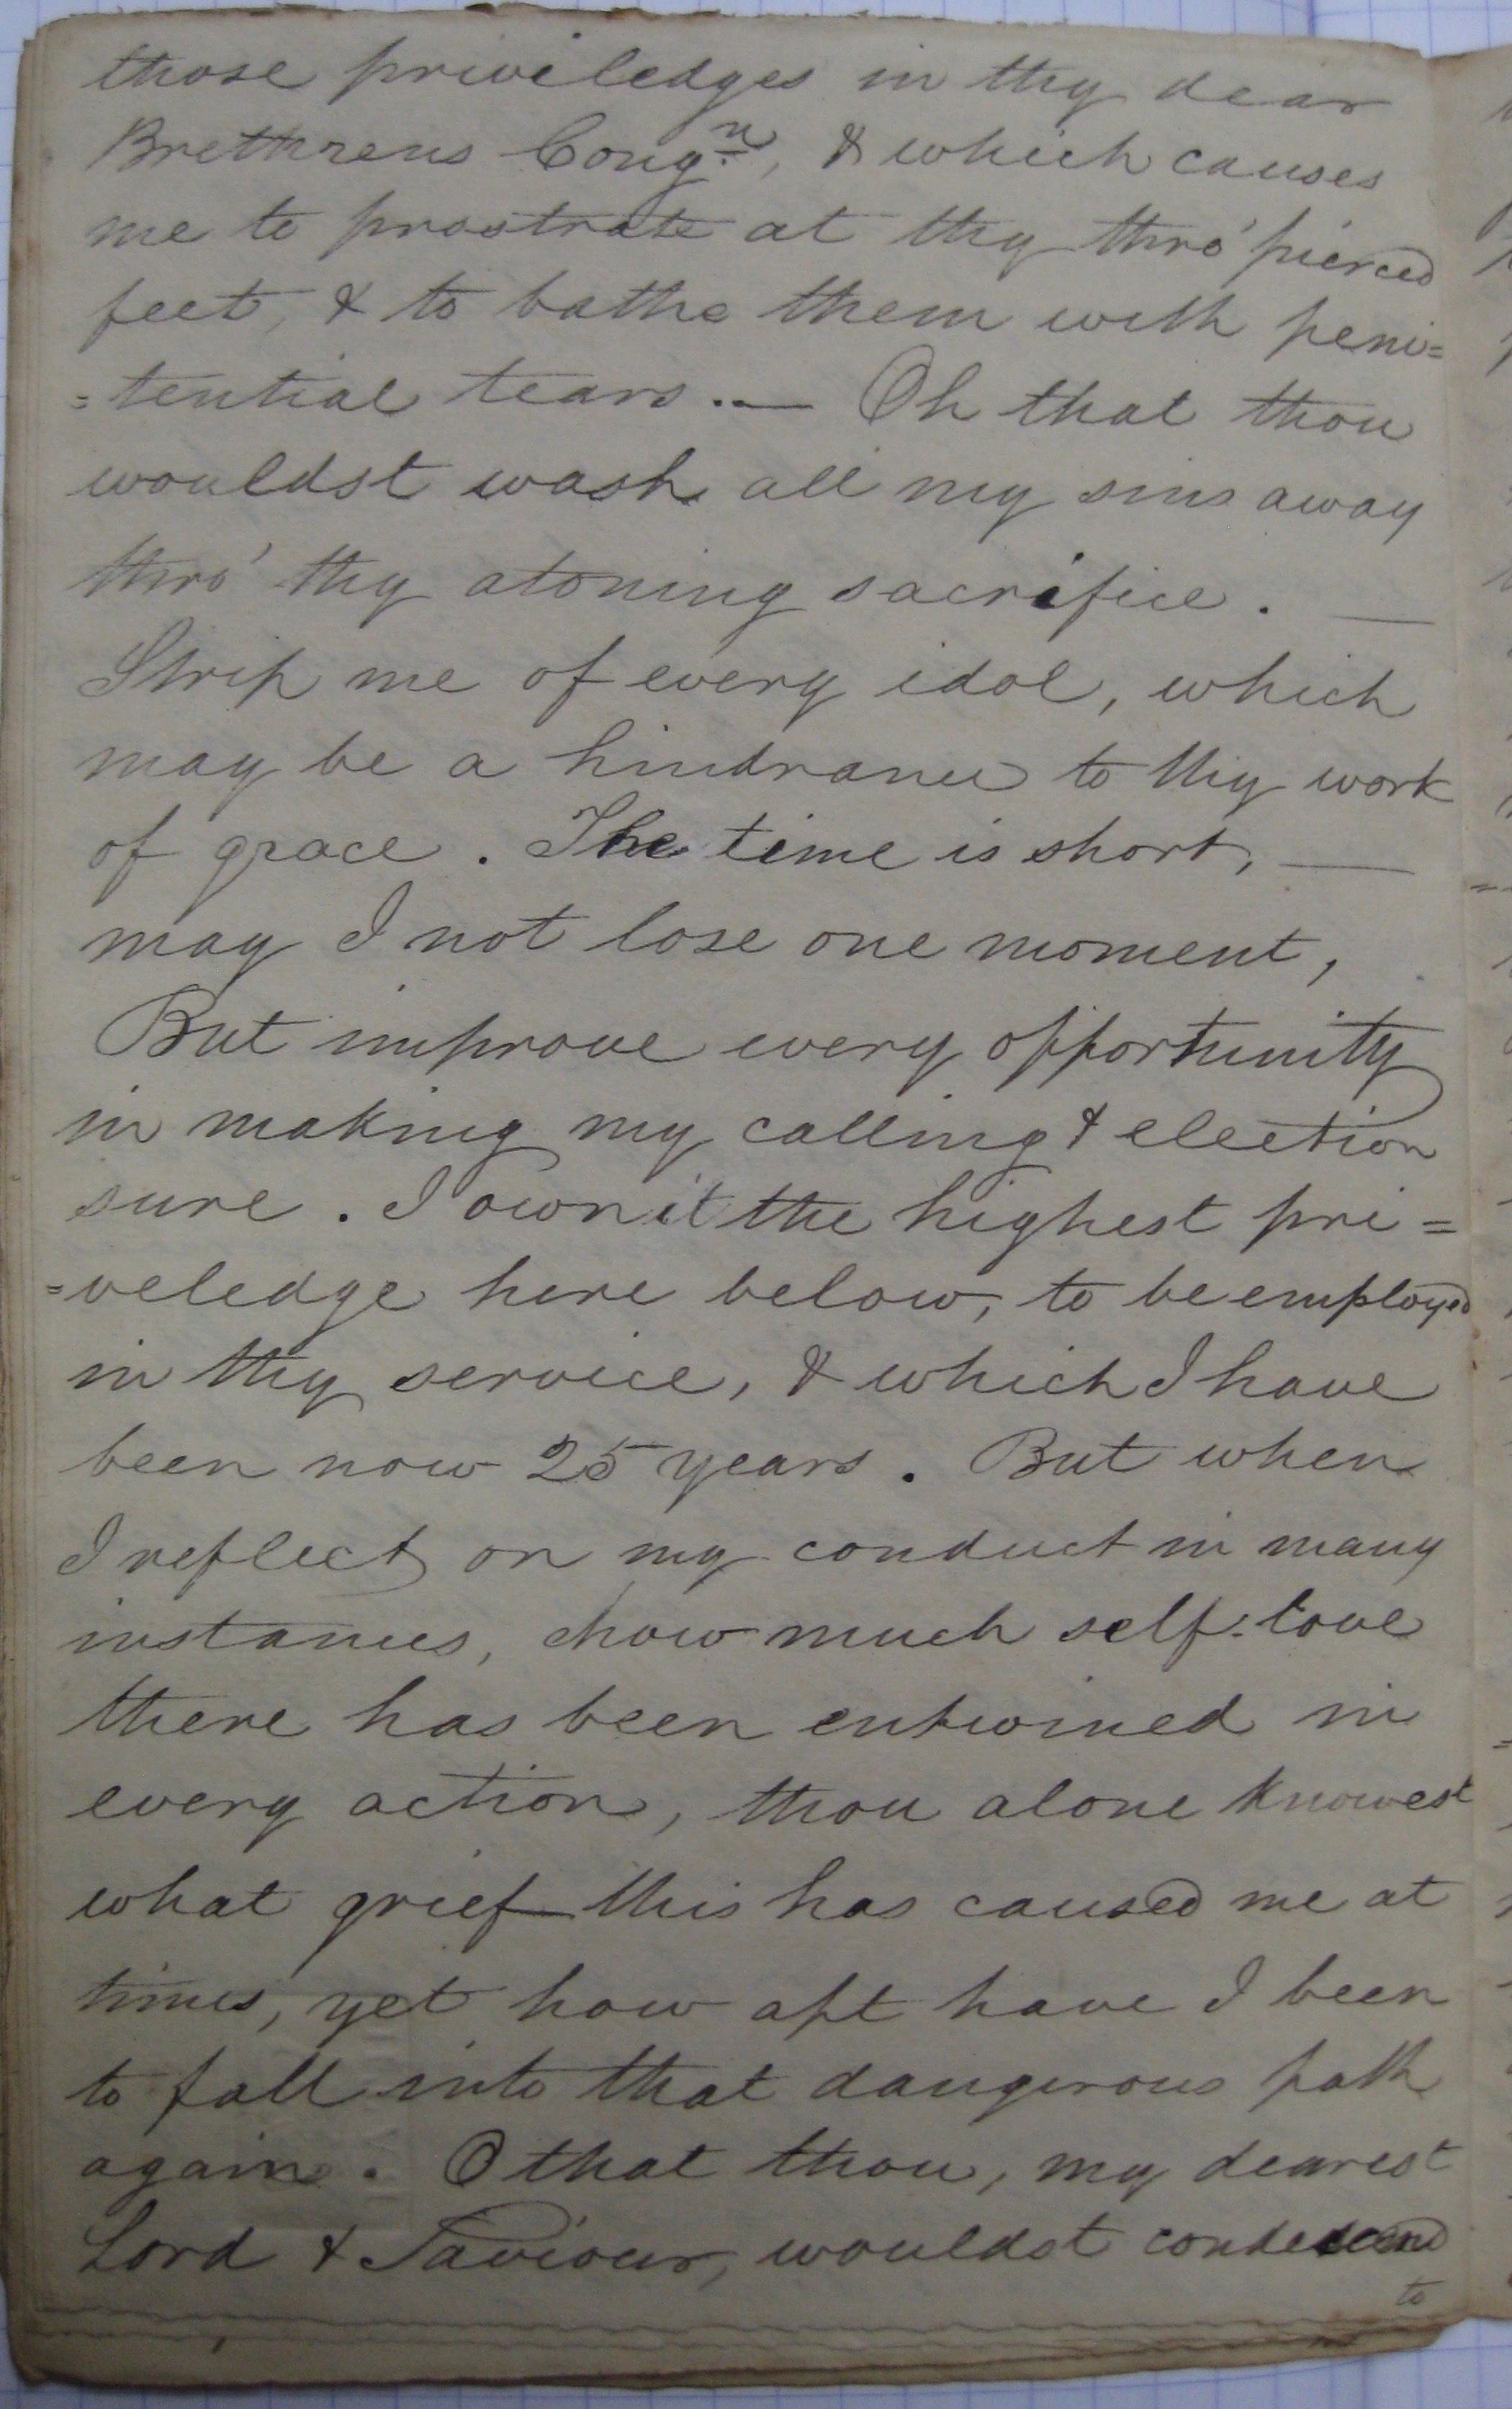 those priviledges in thy dear
Brethrens Congn, & which causes
me to prostrate at thy thro' pierced
feet, & to bathe them with peni=
=tential tears. — Oh that thou
wouldst wash all my sins away
thro' thy atoning sacrifice. —
Strip me of every idol, which
may be a hindrance to thy work
of grace. The time is short, —
may I not lose one moment,
But improve every opportunity
in making my calling & election
sure. I own it the highest pri=
=veledge here below, to be employed
in thy service, & which I have
been now 25 years. But when
I reflect on my conduct in many
instances, how much self-love
there has been entwined in
every action, thou alone knowest
what grief this has caused me at
times, yet how apt have I been
to fall into that dangerous path
again. O that thou, my dearest
Lord & Saviour, wouldst condescend
to